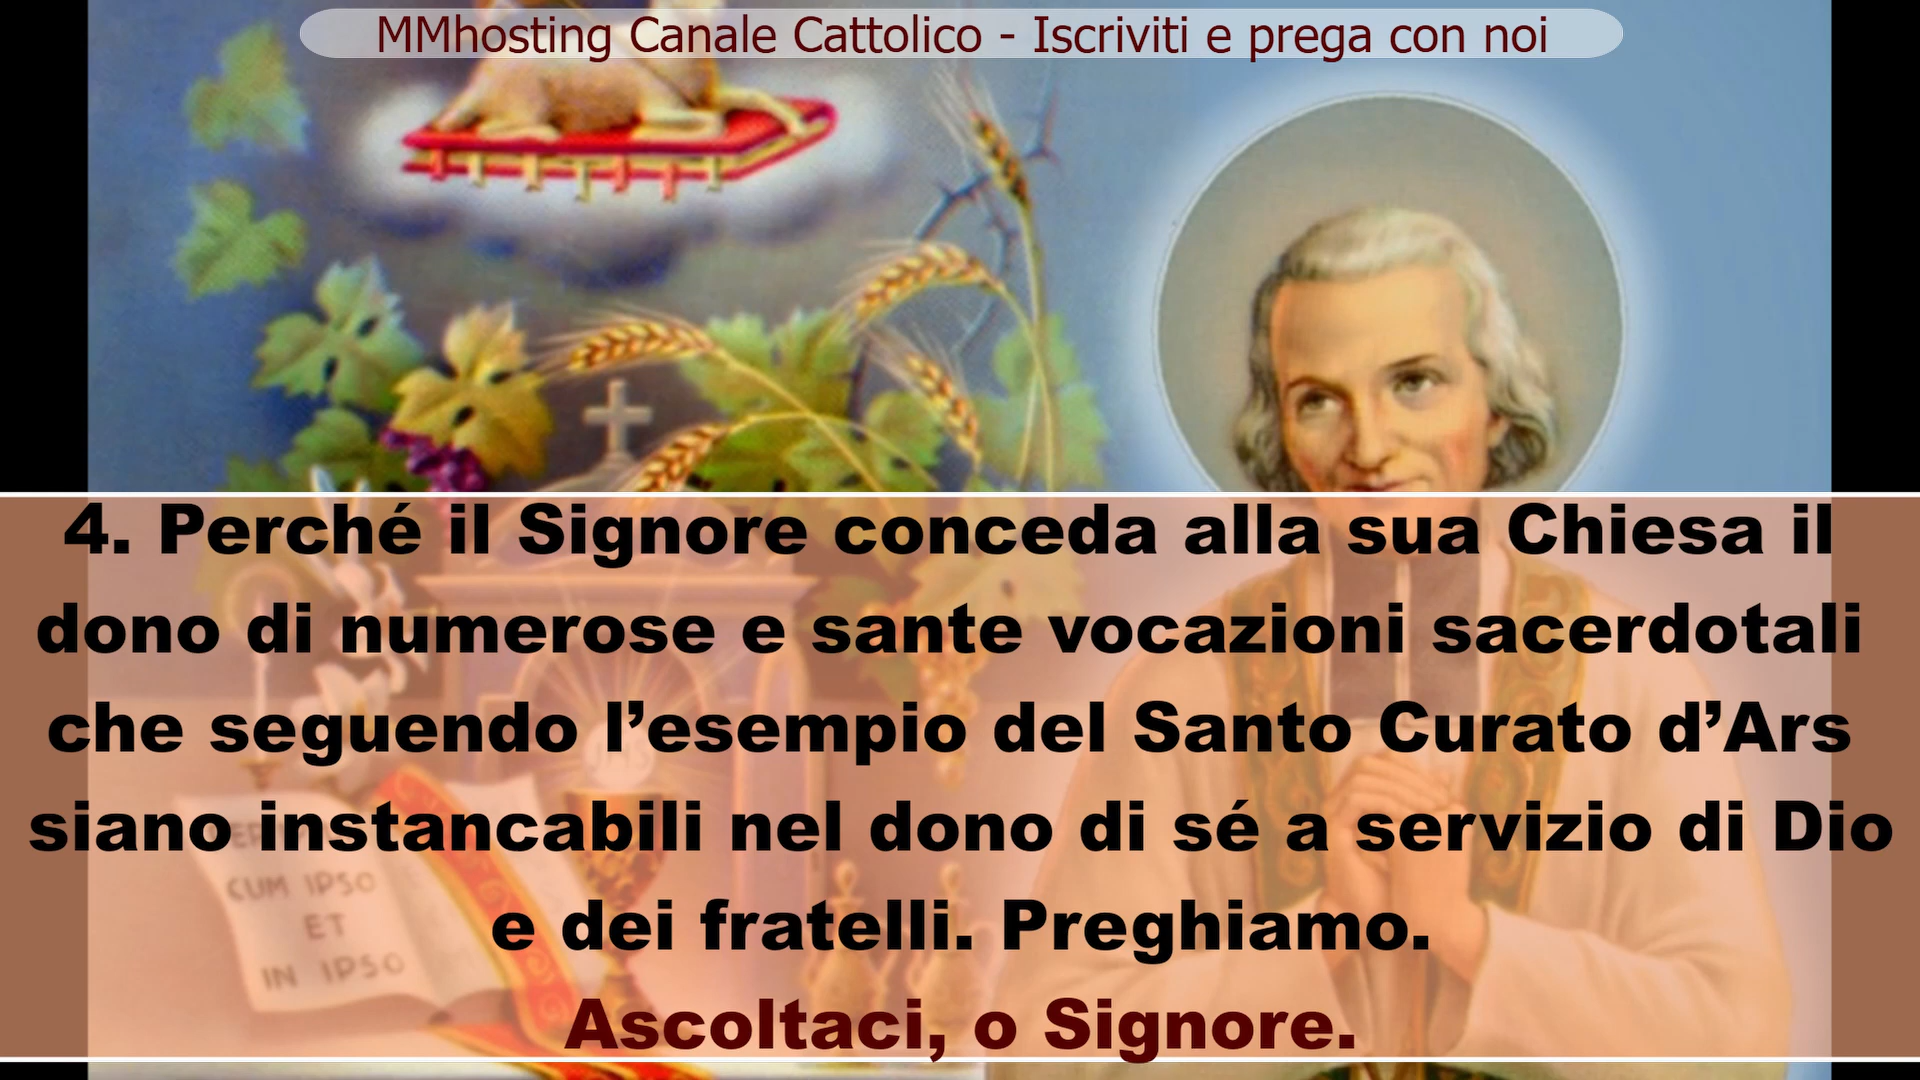 MMhosting Canale Cattolico - Iscriviti e prega con noi
4. Perché il Signore conceda alla sua Chiesa il
dono di numerose e sante vocazioni sacerdotali
che seguendo l’esempio del Santo Curato d’Ars
siano instancabili nel dono di sé a servizio di Dio
e dei fratelli. Preghiamo.
Ascoltaci, o Signore.
JHS
CUM IPSO
ET
IN IPSO